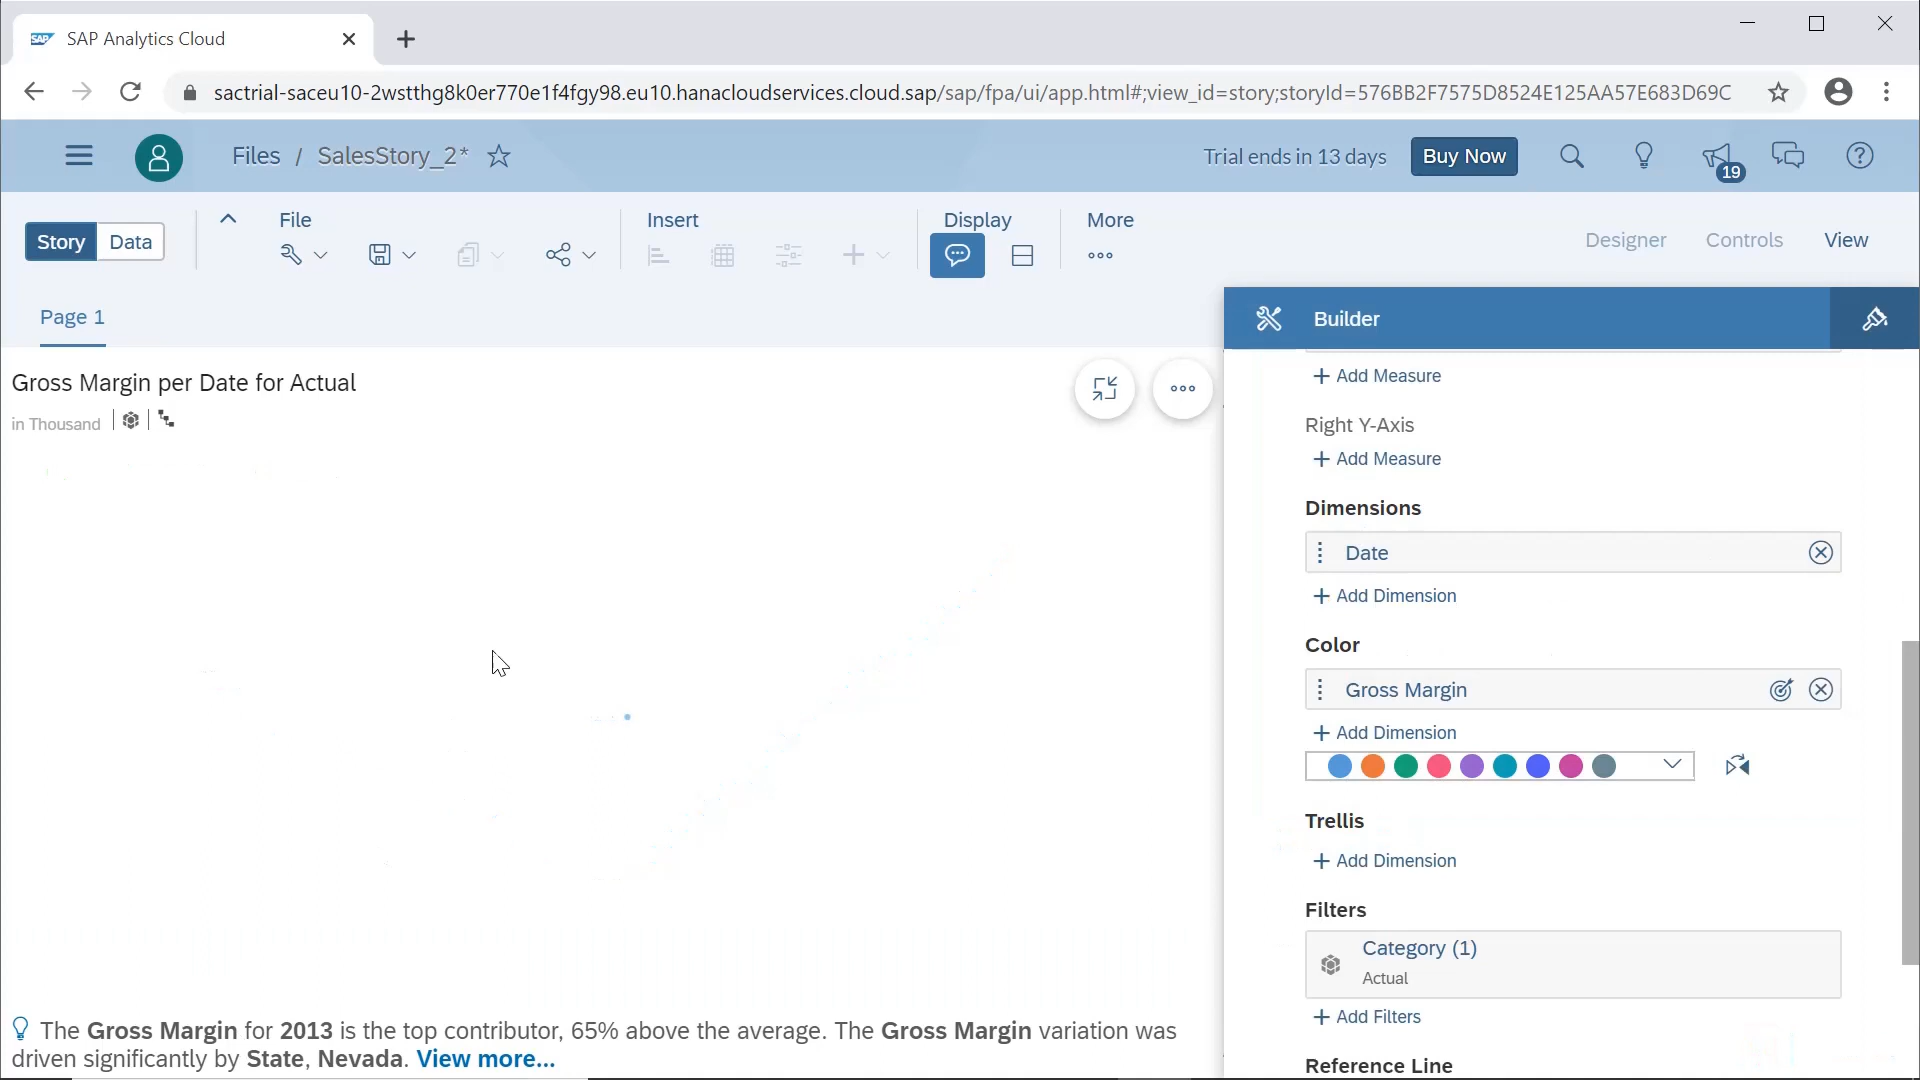 SAP Analytics Cloud
sactrial-saceu10-2wstthg8k0er770e1f4fgy98.eu10.hanacloudservices.cloud.sap/sap/fpa/ui/app.html#;view_id=story;storyId=576BB2F7575D8524E125AA57E683D69C
Files / SalesStory_2*
Trial ends in 13 days
Buy Now
19
Story Data
File
Insert
Display
More
Designer Controls View
Page 1
Builder
Gross Margin per Date for Actual
in Thousand
+ Add Measure
Right Y-Axis
+ Add Measure
Dimensions
Date
+ Add Dimension
Color
Gross Margin
+ Add Dimension
Trellis
+ Add Dimension
Filters
Category (1)
Actual
+ Add Filters
Reference Line
The Gross Margin for 2013 is the top contributor, 65% above the average. The Gross Margin variation was
driven significantly by State, Nevada. View more...